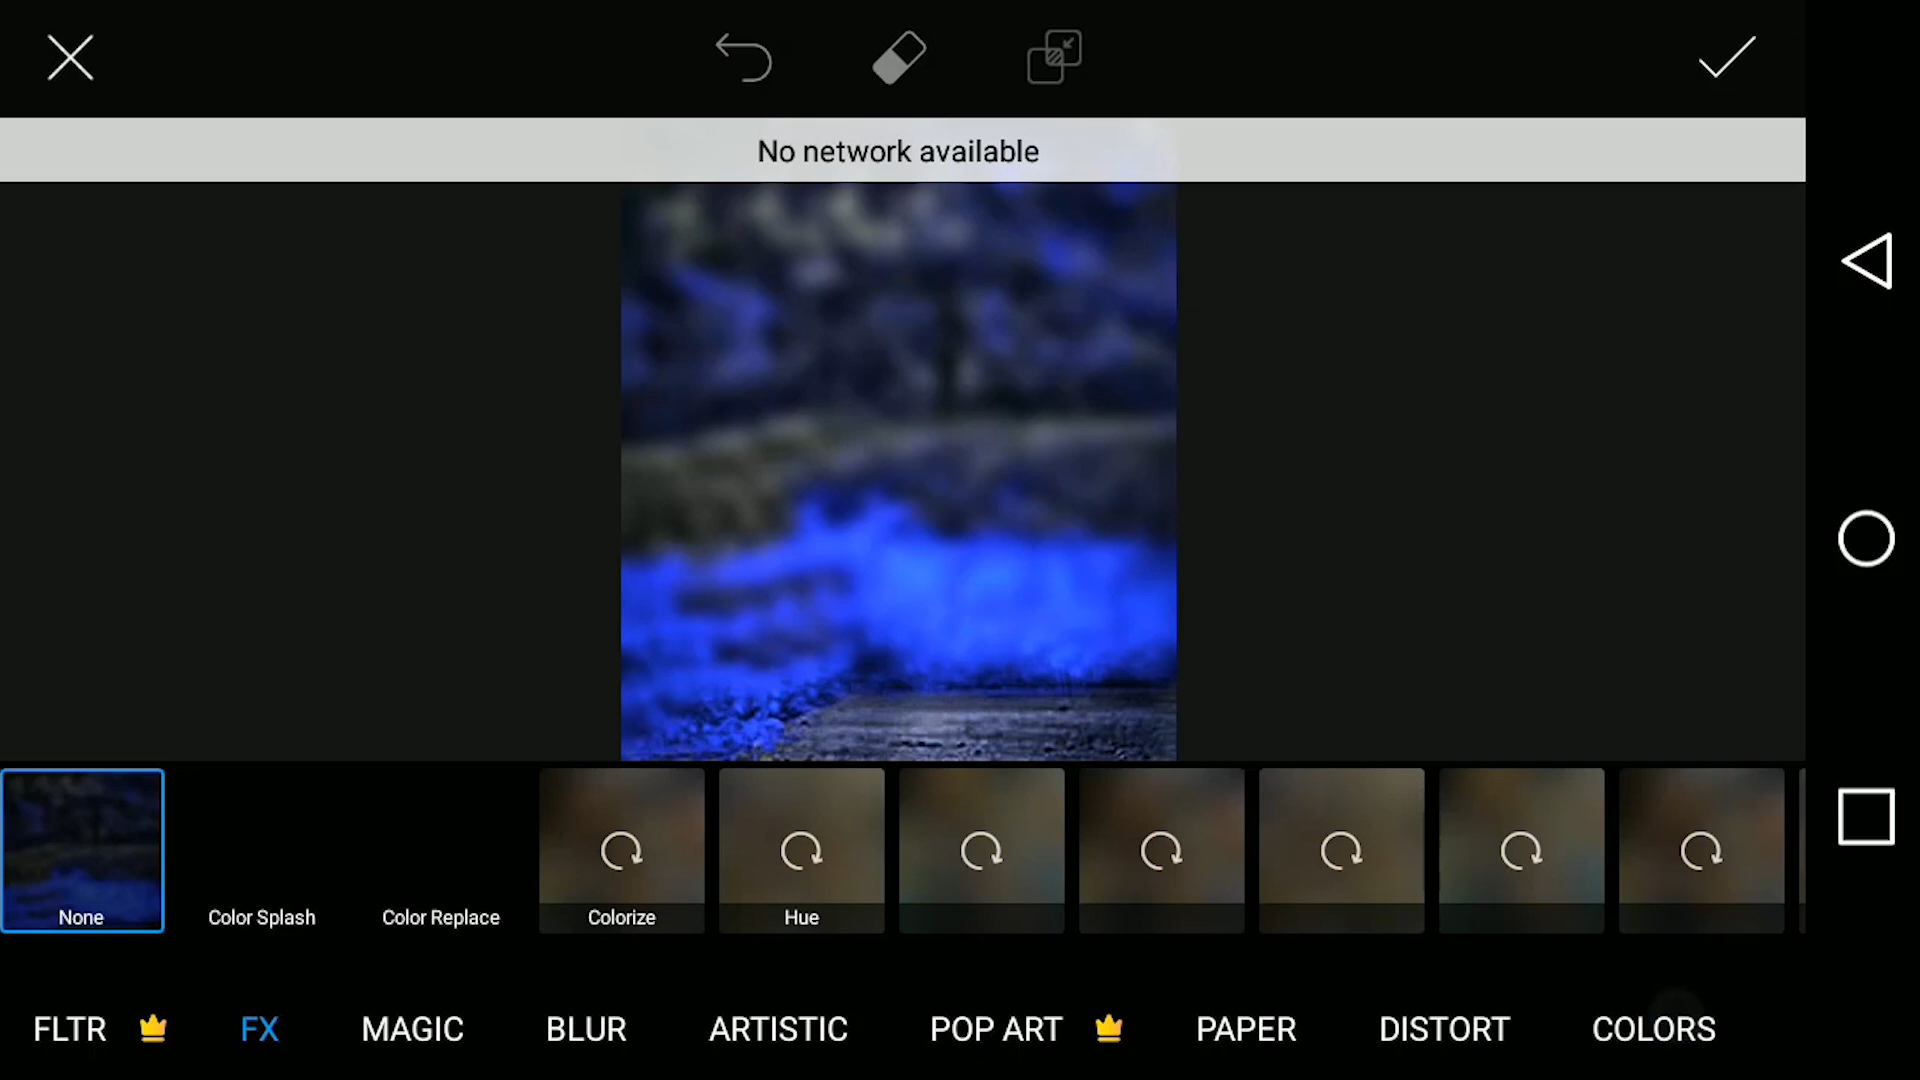 No network available
None
Color Splash
Color Replace
Colorize
Hue
FLTR
FX
MAGIC
BLUR
ARTISTIC
POP ART
PAPER
DISTORT
COLORS